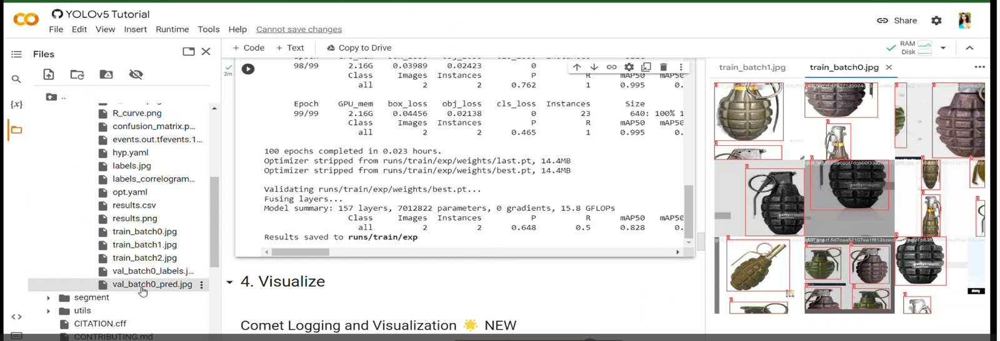 YOLOv5 Tutorial
File Edit View Insert Runtime Tools Help Cannot save changes
Share
Files
+ Code + Text Copy to Drive
RAM
Disk
..
R_curve.png
confusion_matrix.p...
events.out.tfevents.1...
hyp.yaml
labels.jpg
labels_correlogram...
opt.yaml
results.csv
results.png
train_batch0.jpg
train_batch1.jpg
train_batch2.jpg
val_batch0_labels.j...
val_batch0_pred.jpg
segment
utils
CITATION.cff
CONTRIBUTING.md
2m
98/99 2.16G 0.03989 0.02423 0
Class Images Instances P R mAP50 mAP50
all 2 2 0.762 1 0.995 0.
Epoch GPU_mem box_loss obj_loss cls_loss Instances Size
99/99 2.16G 0.04456 0.02138 0 23 640: 100% 1
Class Images Instances P R mAP50 mAP50
all 2 2 0.465 1 0.995 0.
100 epochs completed in 0.023 hours.
Optimizer stripped from runs/train/exp/weights/last.pt, 14.4MB
Optimizer stripped from runs/train/exp/weights/best.pt, 14.4MB
Validating runs/train/exp/weights/best.pt...
Fusing layers...
Model summary: 157 layers, 7012822 parameters, 0 gradients, 15.8 GFLOPs
Class Images Instances P R mAP50 mAP50
all 2 2 0.648 0.5 0.828 0.
Results saved to runs/train/exp
4. Visualize
Comet Logging and Visualization 🌟 NEW
train_batch1.jpg train_batch0.jpg
gettyimages
gettyimages
alamy